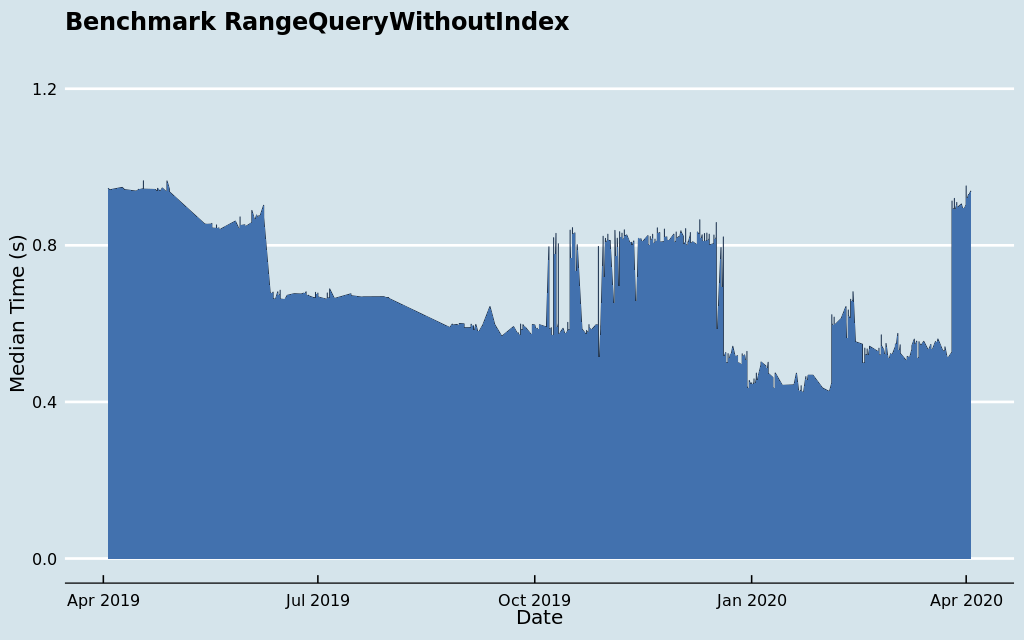 Benchmark RangeQueryWithoutIndex
Median Time (s)
1.2
0.8
0.4
0.0
Apr 2019
Jul 2019
Oct 2019
Jan 2020
Apr 2020
Date